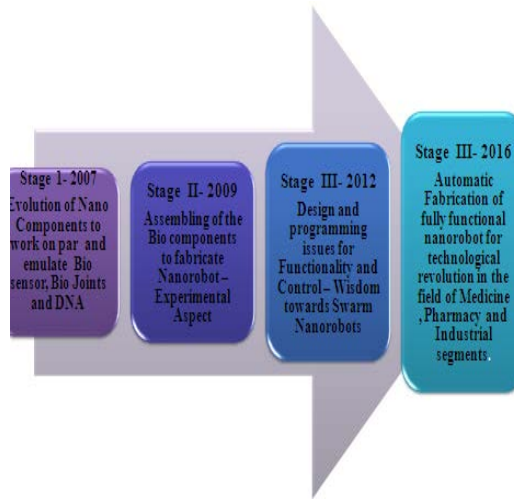 Stage 1- 2007
Evolution of Nano
Components to
work on par and
emulate Bio
sensor, Bio Joints
and DNA
Stage II- 2009
Assembling of the
Bio components
to fabricate
Nanorobot –
Experimental
Aspect
Stage III- 2012
Design and
programming
issues for
Functionality and
Control – Wisdom
towards Swarm
Nanorobots
Stage III- 2016
Automatic
Fabrication of
fully functional
nanorobot for
technological
revolution in the
field of Medicine
, Pharmacy and
Industrial
segments.